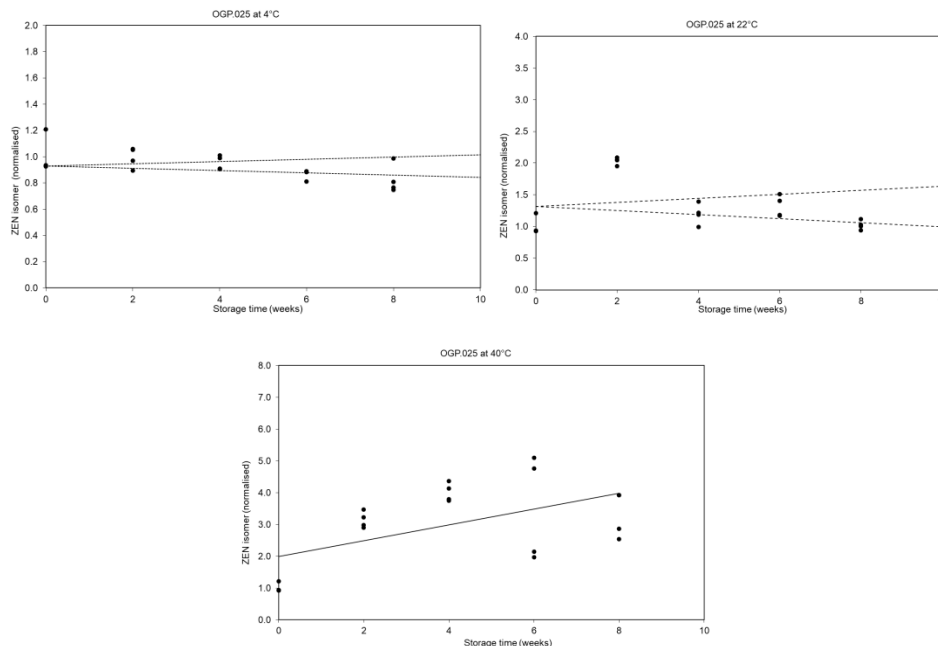 OGP.025 at 4°C
2.0
1.8
1.6
1.4
1.2
1.0
0.8
0.6
0.4
0.2
0.0
ZEN isomer (normalised)
0 2 4 6 8 10
Storage time (weeks)
OGP.025 at 22°C
4.0
3.5
3.0
2.5
2.0
1.5
1.0
0.5
0.0
ZEN isomer (normalised)
0 2 4 6 8
Storage time (weeks)
OGP.025 at 40°C
8.0
7.0
6.0
5.0
4.0
3.0
2.0
1.0
0.0
ZEN isomer (normalised)
0 2 4 6 8 10
Storage time (weeks)